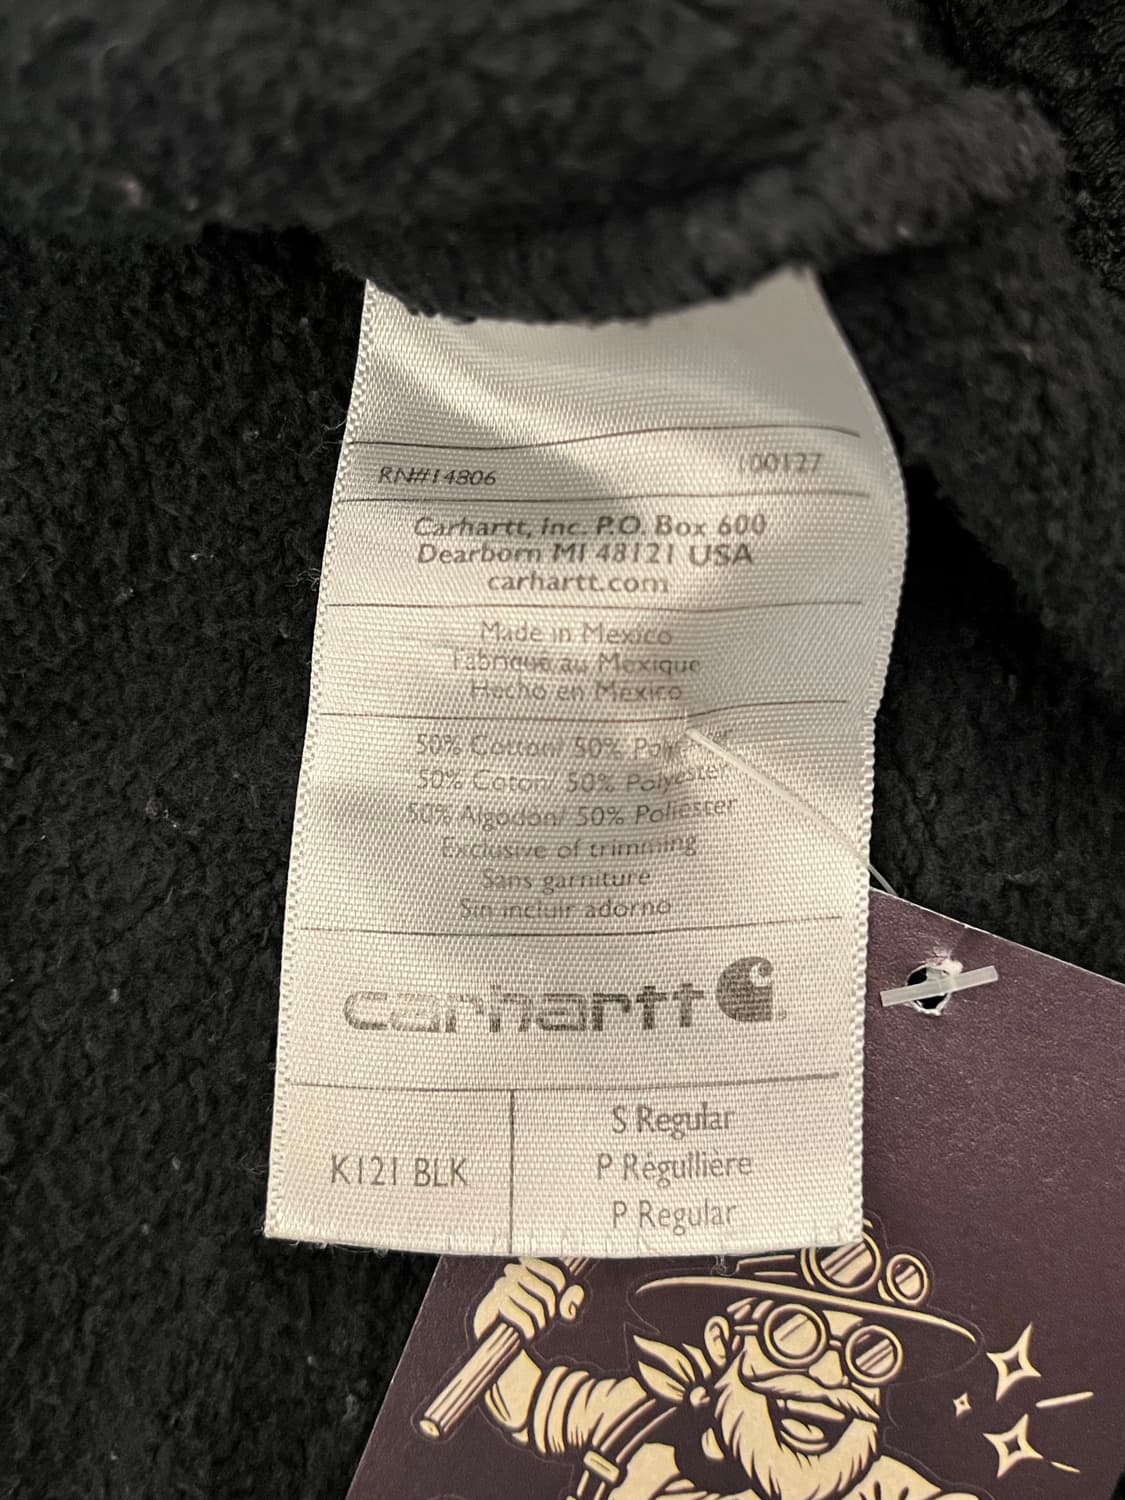 RN#14806
100127
Carhartt, Inc. P.O. Box 600
Dearborn MI 48121 USA
carhartt.com
Made in Mexico
Fabriqué au Mexique
Hecho en Mexico
50% Cotton/ 50% Polyester
50% Coton/ 50% Polyester
50% Algodon/ 50% Poliester
Exclusive of trimming
Sans garniture
Sin incluir adorno
carhartt
K121 BLK
S Regular
P Régullière
P Regular